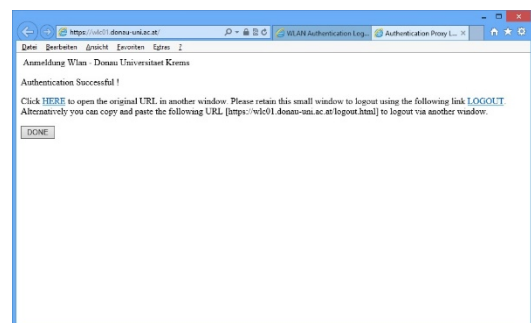 https://wlc01.donau-uni.ac.at/
WLAN Authentication Log...
Authentication Proxy L...
Datei Bearbeiten Ansicht Favoriten Extras ?
Anmeldung Wlan - Donau Universitaet Krems
Authentication Successful !
Click HERE to open the original URL in another window. Please retain this small window to logout using the following link LOGOUT.
Alternatively you can copy and paste the following URL [https://wlc01.donau-uni.ac.at/logout.html] to logout via another window.
DONE